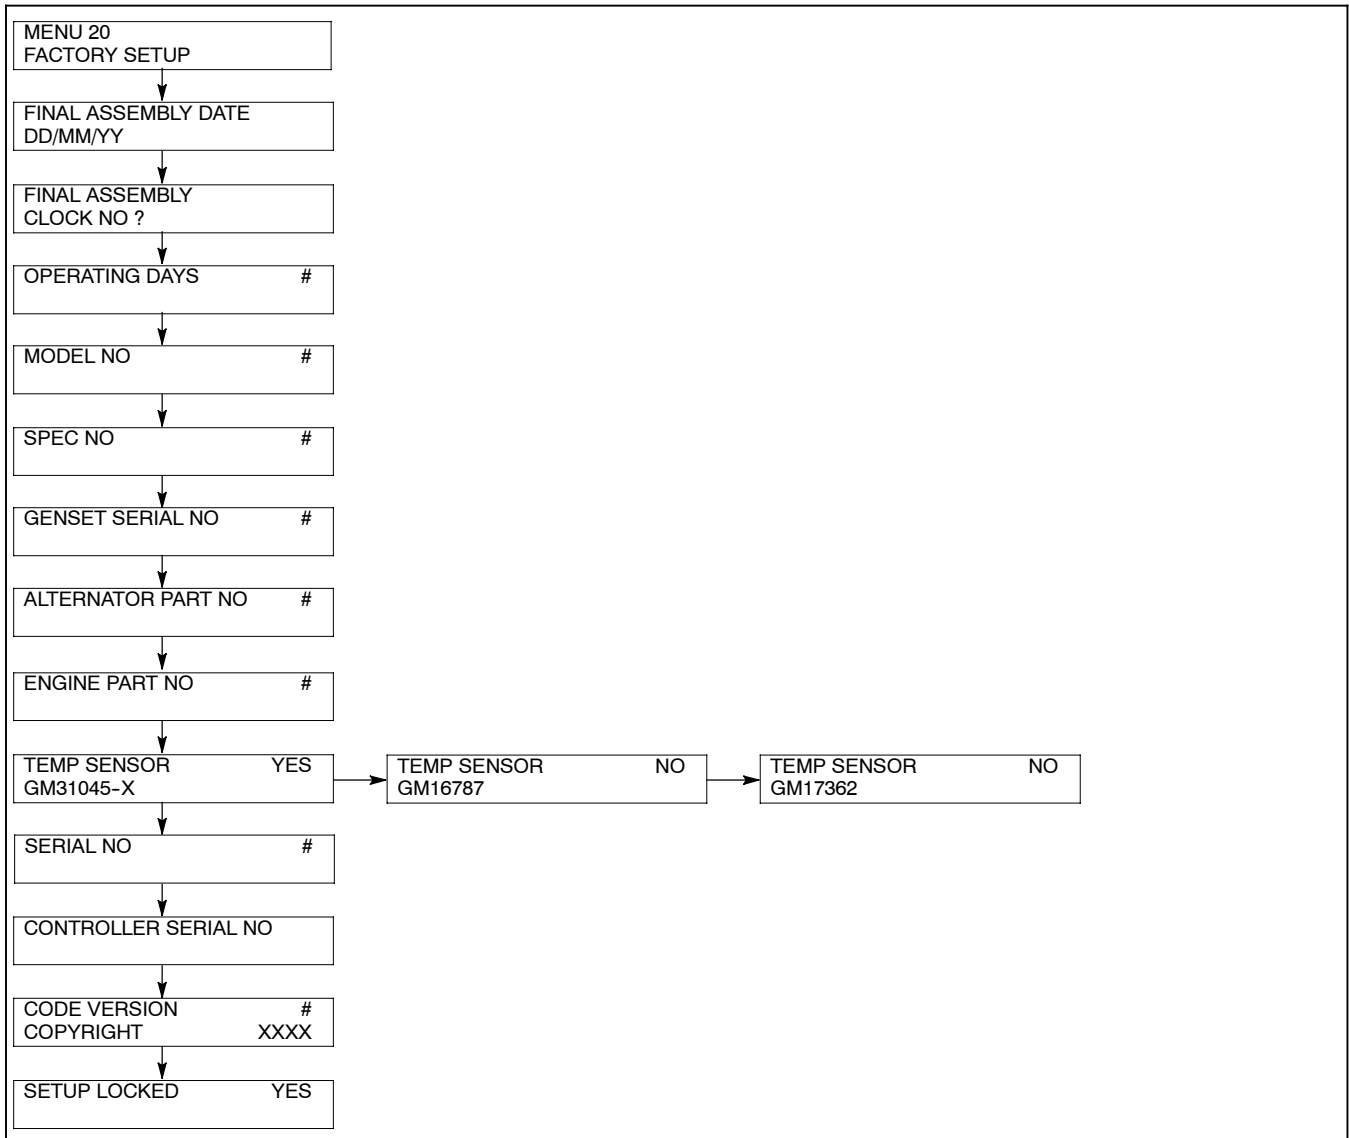 MENU 20
FACTORY SETUP
FINAL ASSEMBLY DATE
DD/MM/YY
FINAL ASSEMBLY
CLOCK NO ?
OPERATING DAYS #
MODEL NO #
SPEC NO #
GENSET SERIAL NO #
ALTERNATOR PART NO #
ENGINE PART NO #
TEMP SENSOR YES
GM31045-X
TEMP SENSOR NO
GM16787
TEMP SENSOR NO
GM17362
SERIAL NO #
CONTROLLER SERIAL NO
CODE VERSION #
COPYRIGHT XXXX
SETUP LOCKED YES